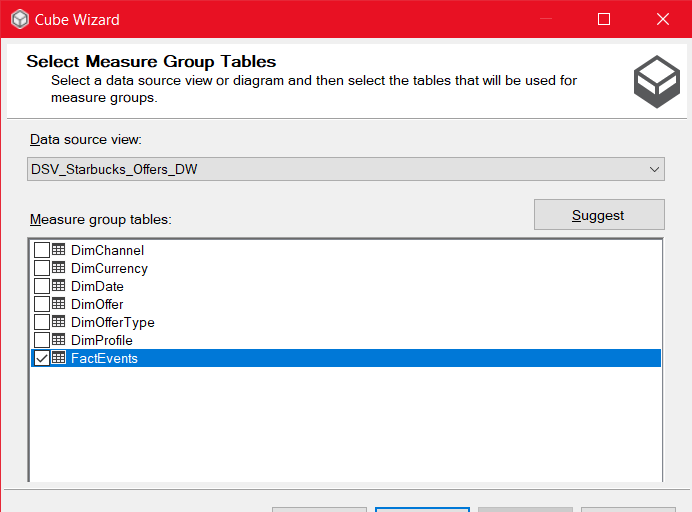 Cube Wizard
Select Measure Group Tables
Select a data source view or diagram and then select the tables that will be used for
measure groups.
Data source view:
DSV_Starbucks_Offers_DW
Measure group tables:
Suggest
DimChannel
DimCurrency
DimDate
DimOffer
DimOfferType
DimProfile
FactEvents